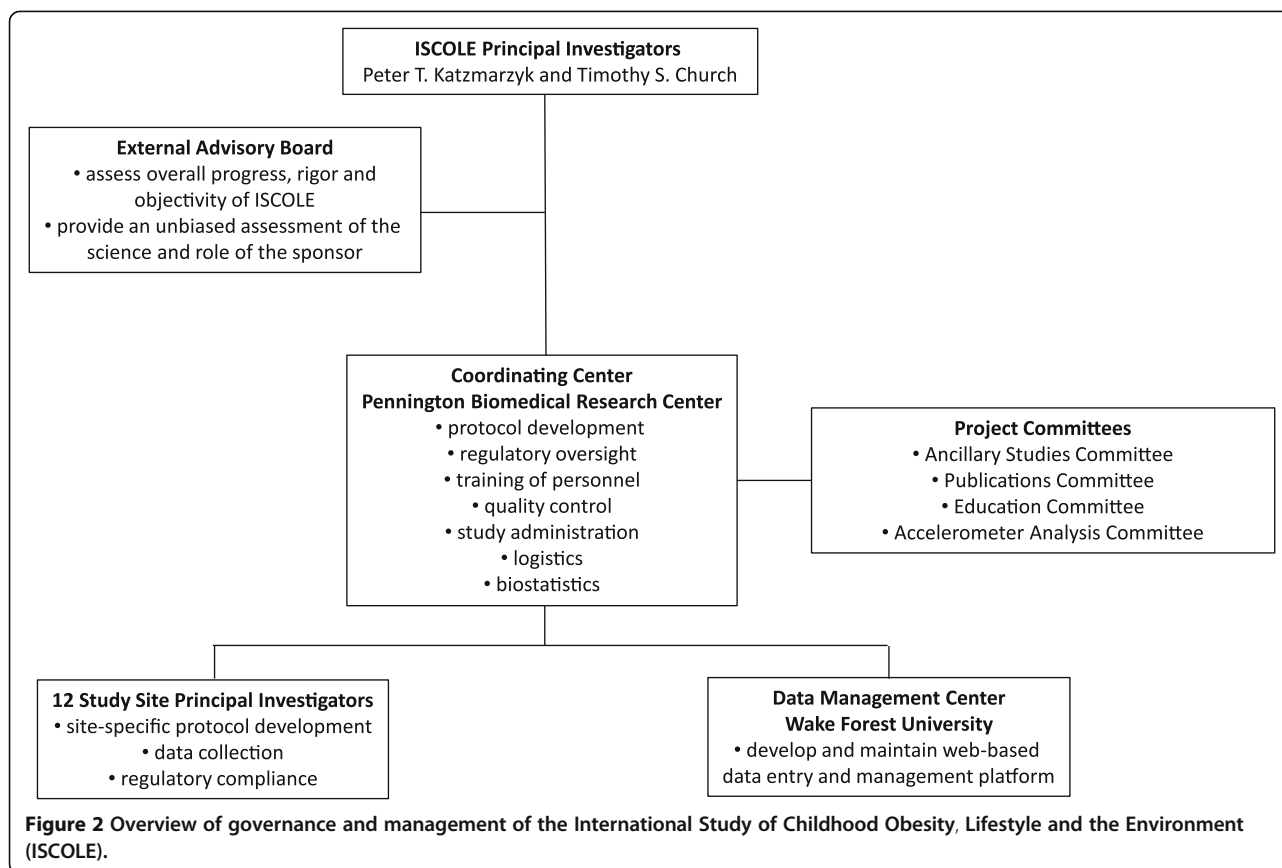 ISCOLE Principal Investigators
Peter T. Katzmarzyk and Timothy S. Church
External Advisory Board
• assess overall progress, rigor and
objectivity of ISCOLE
• provide an unbiased assessment of the
science and role of the sponsor
Coordinating Center
Pennington Biomedical Research Center
• protocol development
• regulatory oversight
• training of personnel
• quality control
• study administration
• logistics
• biostatistics
Project Committees
• Ancillary Studies Committee
• Publications Committee
• Education Committee
• Accelerometer Analysis Committee
12 Study Site Principal Investigators
• site-specific protocol development
• data collection
• regulatory compliance
Data Management Center
Wake Forest University
• develop and maintain web-based
data entry and management platform
Figure 2 Overview of governance and management of the International Study of Childhood Obesity, Lifestyle and the Environment
(ISCOLE).